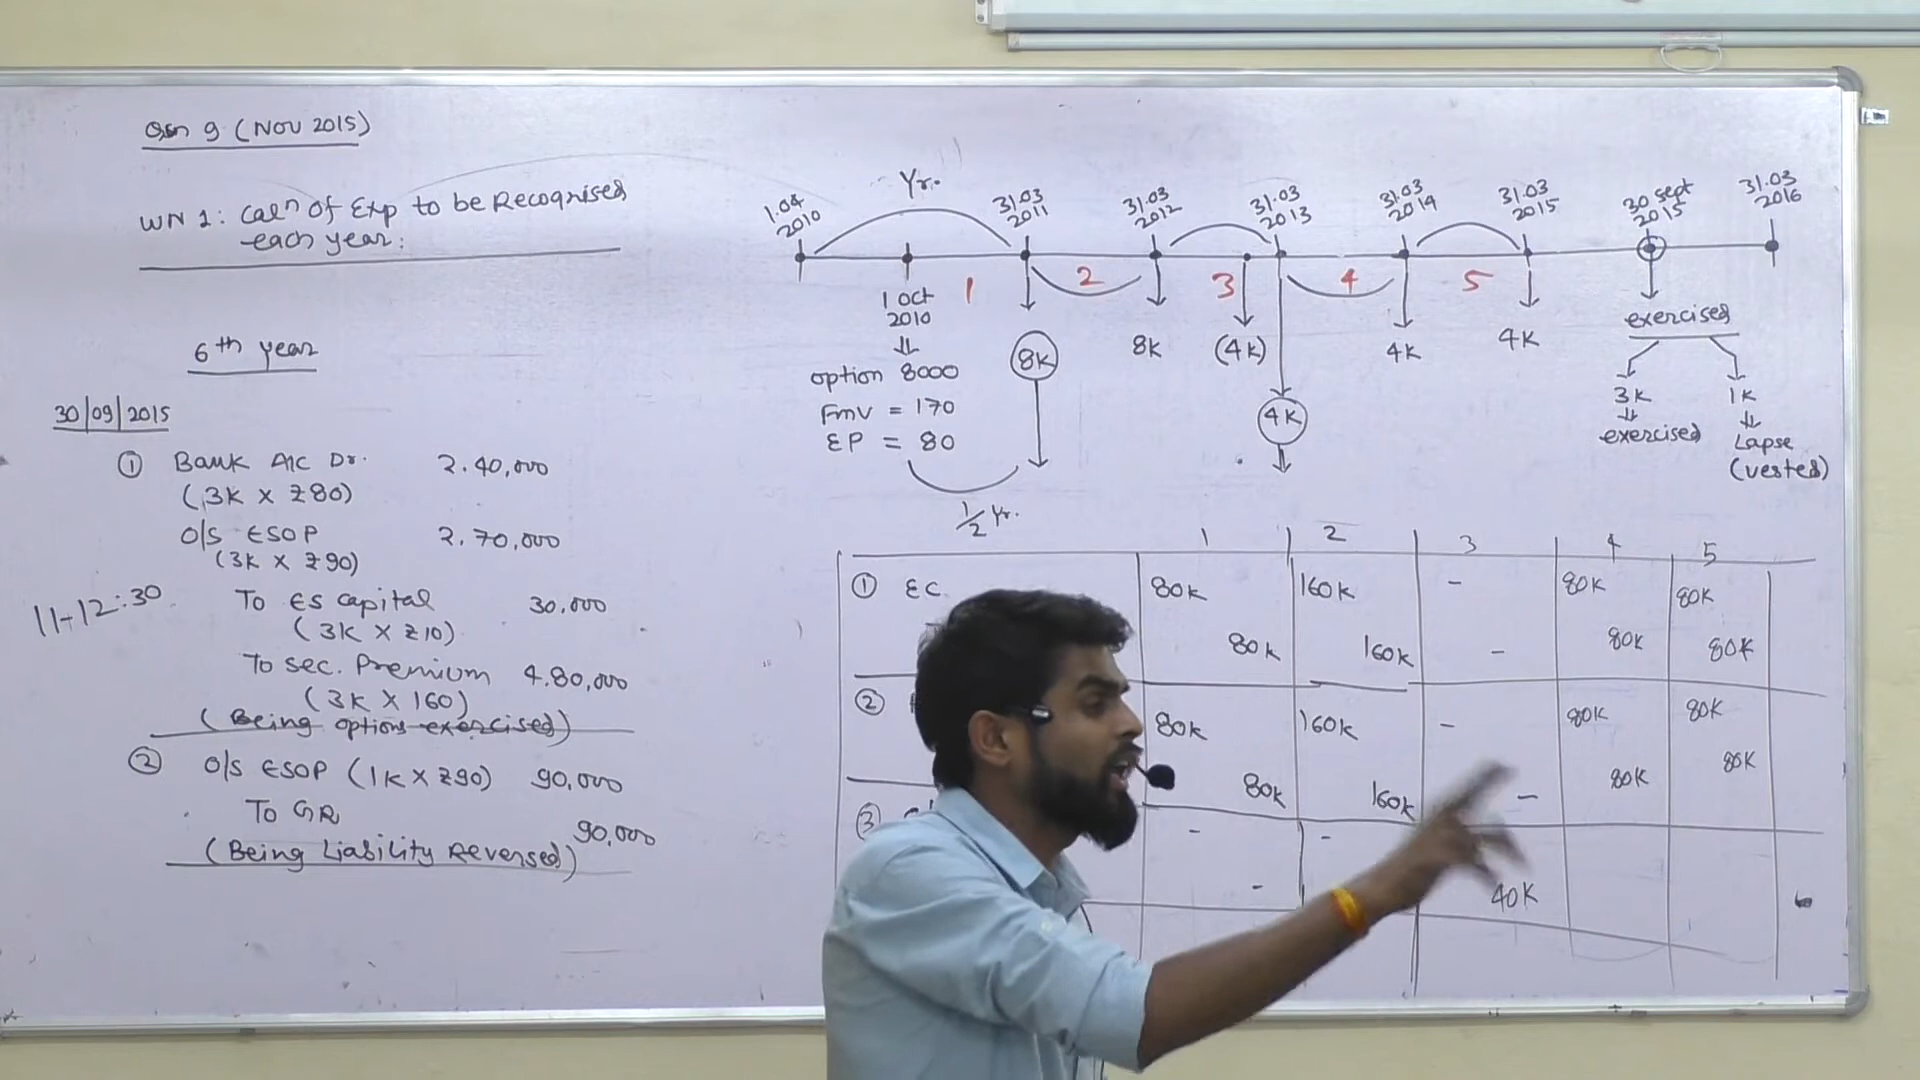 Qsn 9 (NOV 2015)
WN 1: Calⁿ of Exp to be Recognised
each year:
6th year
30/09/2015
① Bank A/C Dr. 2.40,000
(3K X ₹80)
O/S ESOP 2.70,000
(3K X ₹90)
11-12:30
To ES capital 30.000
(3K X ₹10)
To sec. Premium 4.80,000
(3K X 160)
(Being options exercised)
② O/S ESOP (1K X ₹90) 90,000
To GR
90,000
(Being Liability Reversed)
Yr.
1.04 2010
31.03 2011
31.03 2012
31.03 2013
31.03 2014
31.03 2015
30 sept 2015
31.03 2016
1 2 3 4 5
1 Oct
2010
option 8000
FmV = 170
EP = 80
1/2 Yr.
8K 8K (4K) 4K 4K 4K
exercised
3K 1K
exercised Lapse
(vested)
1 2 3 4 5
① EC 80K 160K - 80K 80K
80K 160K - 80K 80K
② 80K 160K - 80K 80K
80K 160K - 80K 80K
③ - -
- 40K